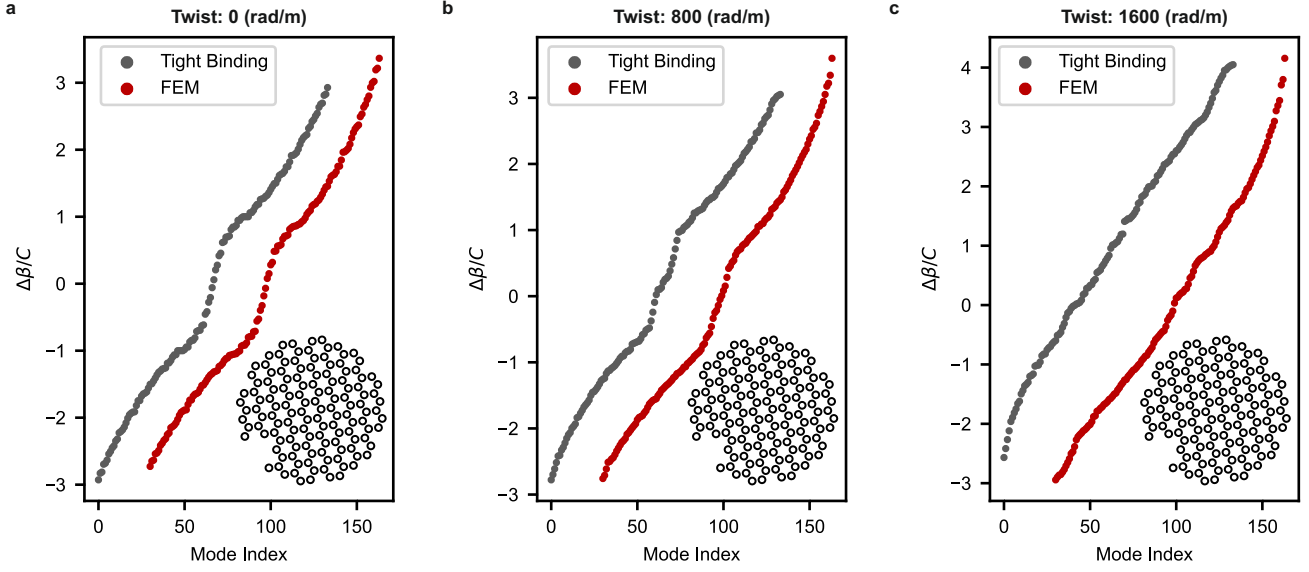 a
Twist: 0 (rad/m)
Tight Binding
FEM
3
2
1
0
−1
−2
−3
Δβ/C
0
50
100
150
Mode Index
b
Twist: 800 (rad/m)
Tight Binding
FEM
3
2
1
0
−1
−2
−3
Δβ/C
0
50
100
150
Mode Index
c
Twist: 1600 (rad/m)
Tight Binding
FEM
4
3
2
1
0
−1
−2
−3
Δβ/C
0
50
100
150
Mode Index